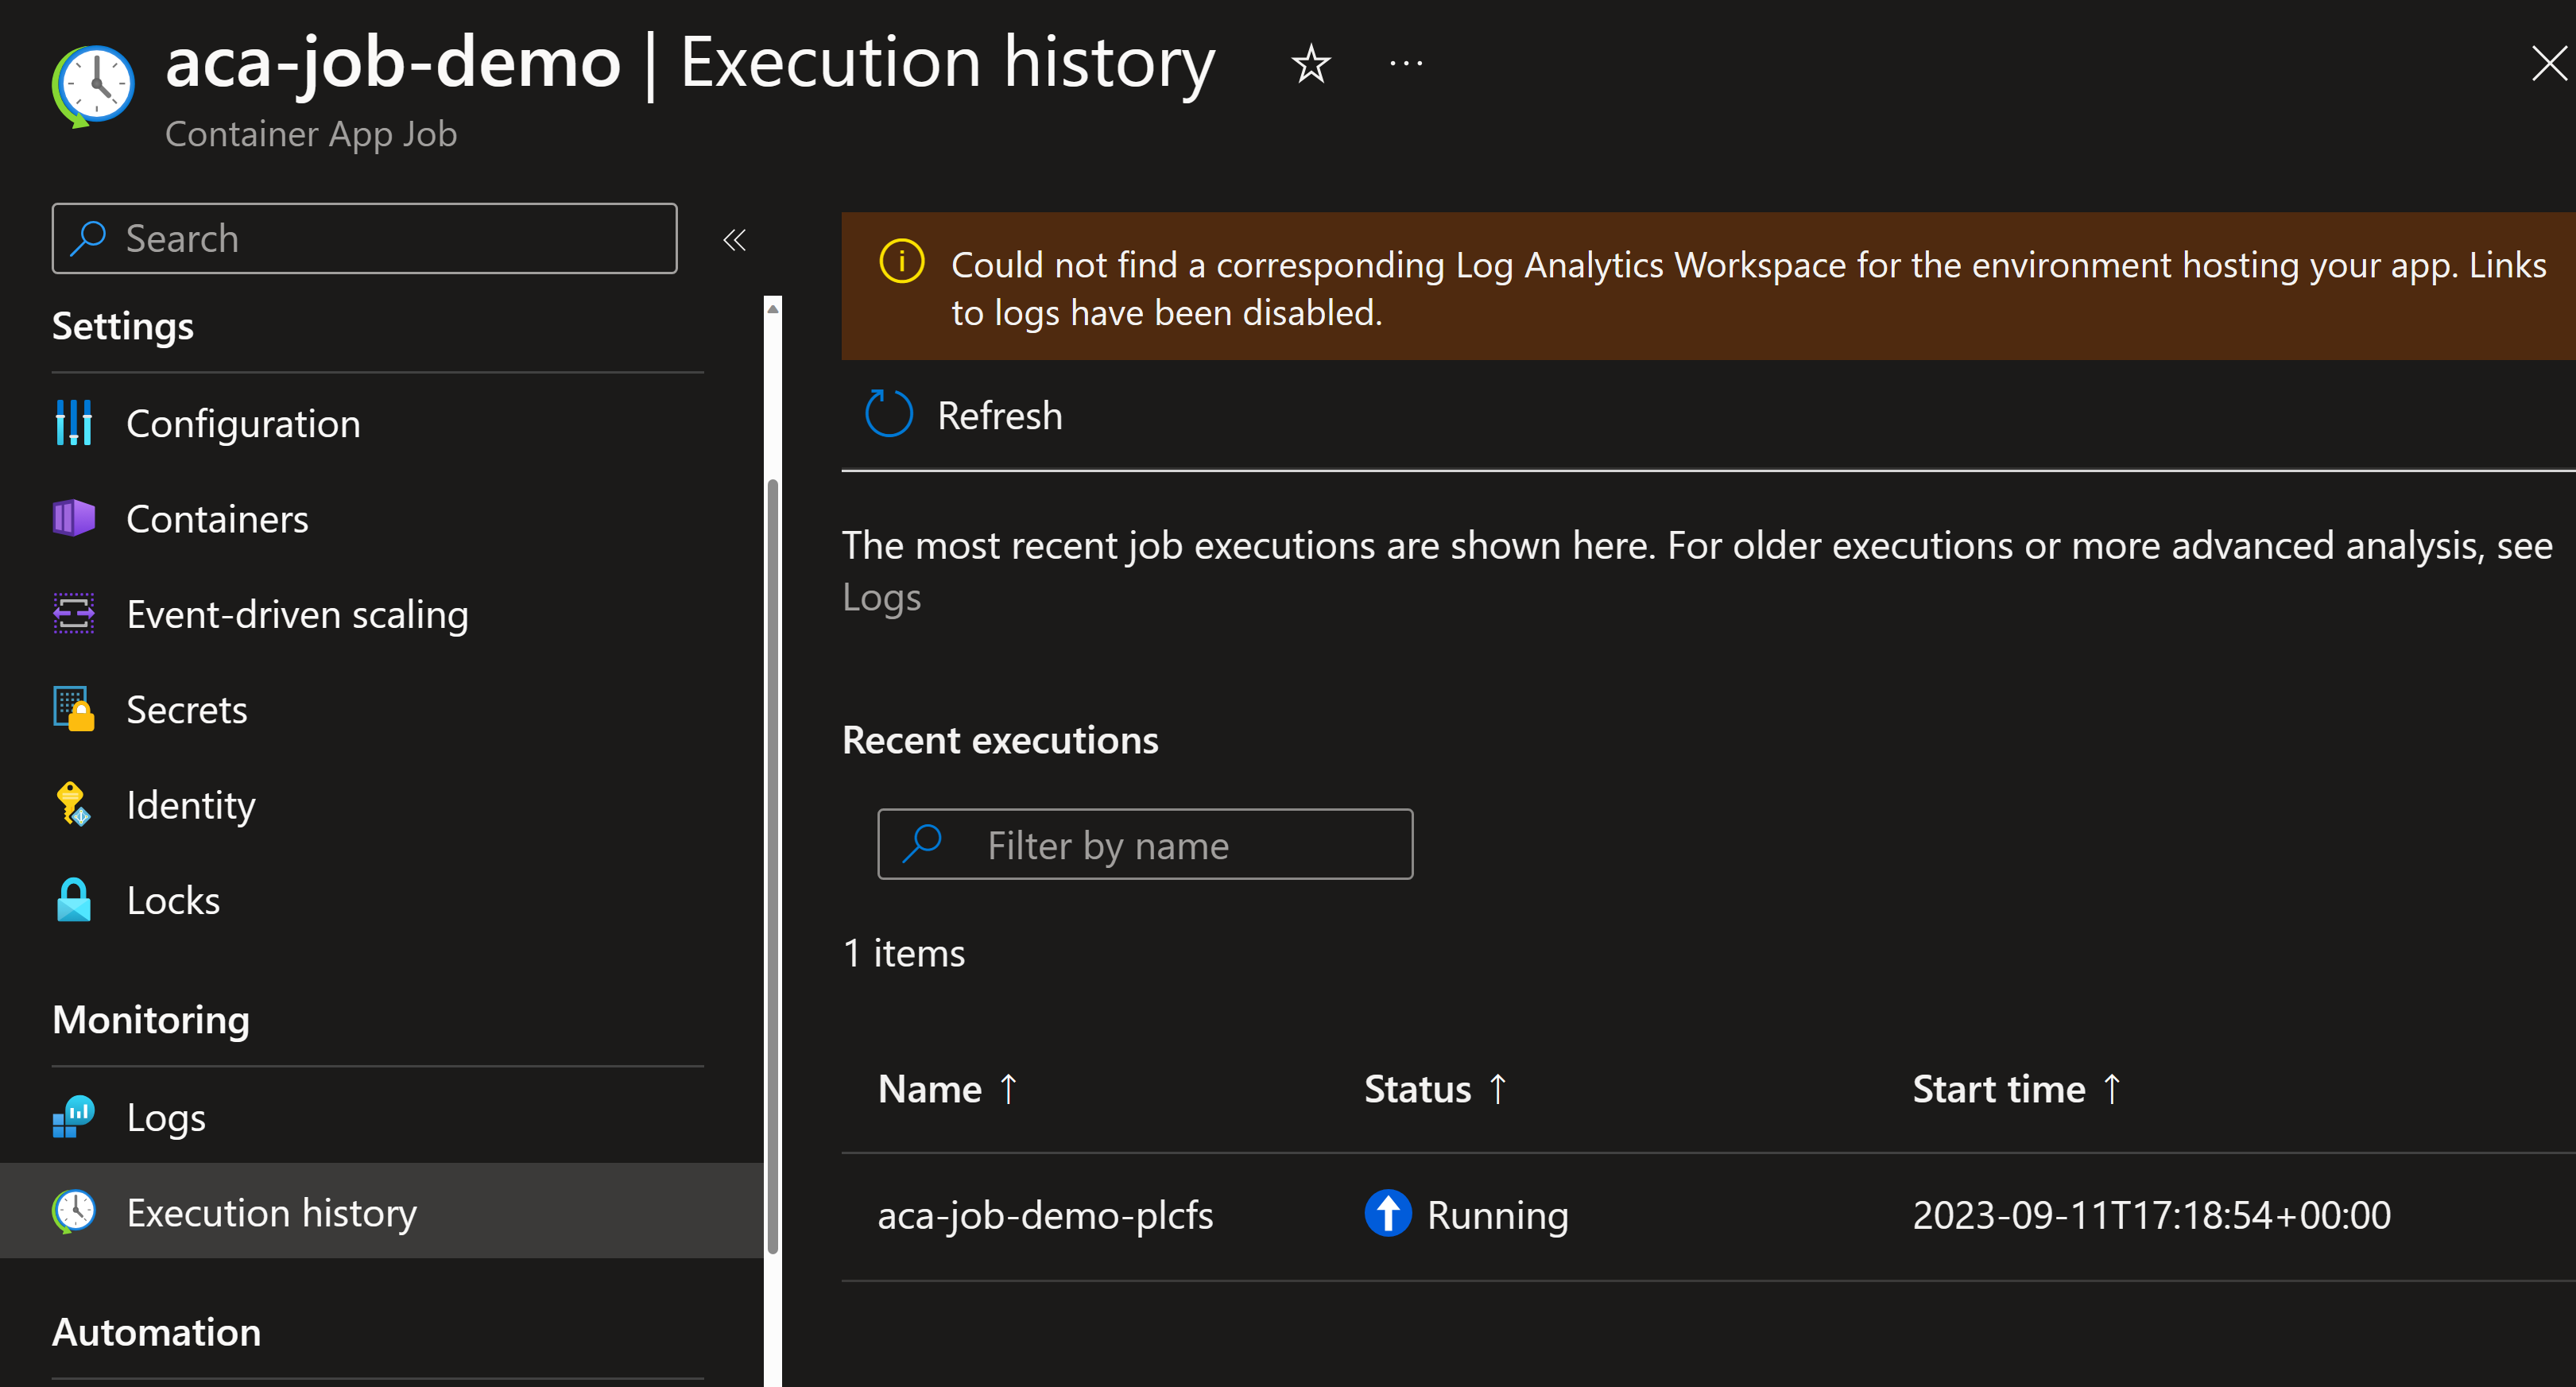 aca-job-demo | Execution history
Container App Job
Search
Settings
Configuration
Containers
Event-driven scaling
Secrets
Identity
Locks
Monitoring
Logs
Execution history
Automation
Could not find a corresponding Log Analytics Workspace for the environment hosting your app. Links
to logs have been disabled.
Refresh
The most recent job executions are shown here. For older executions or more advanced analysis, see
Logs
Recent executions
Filter by name
1 items
Name ↑ Status ↑ Start time ↑
aca-job-demo-plcfs Running 2023-09-11T17:18:54+00:00